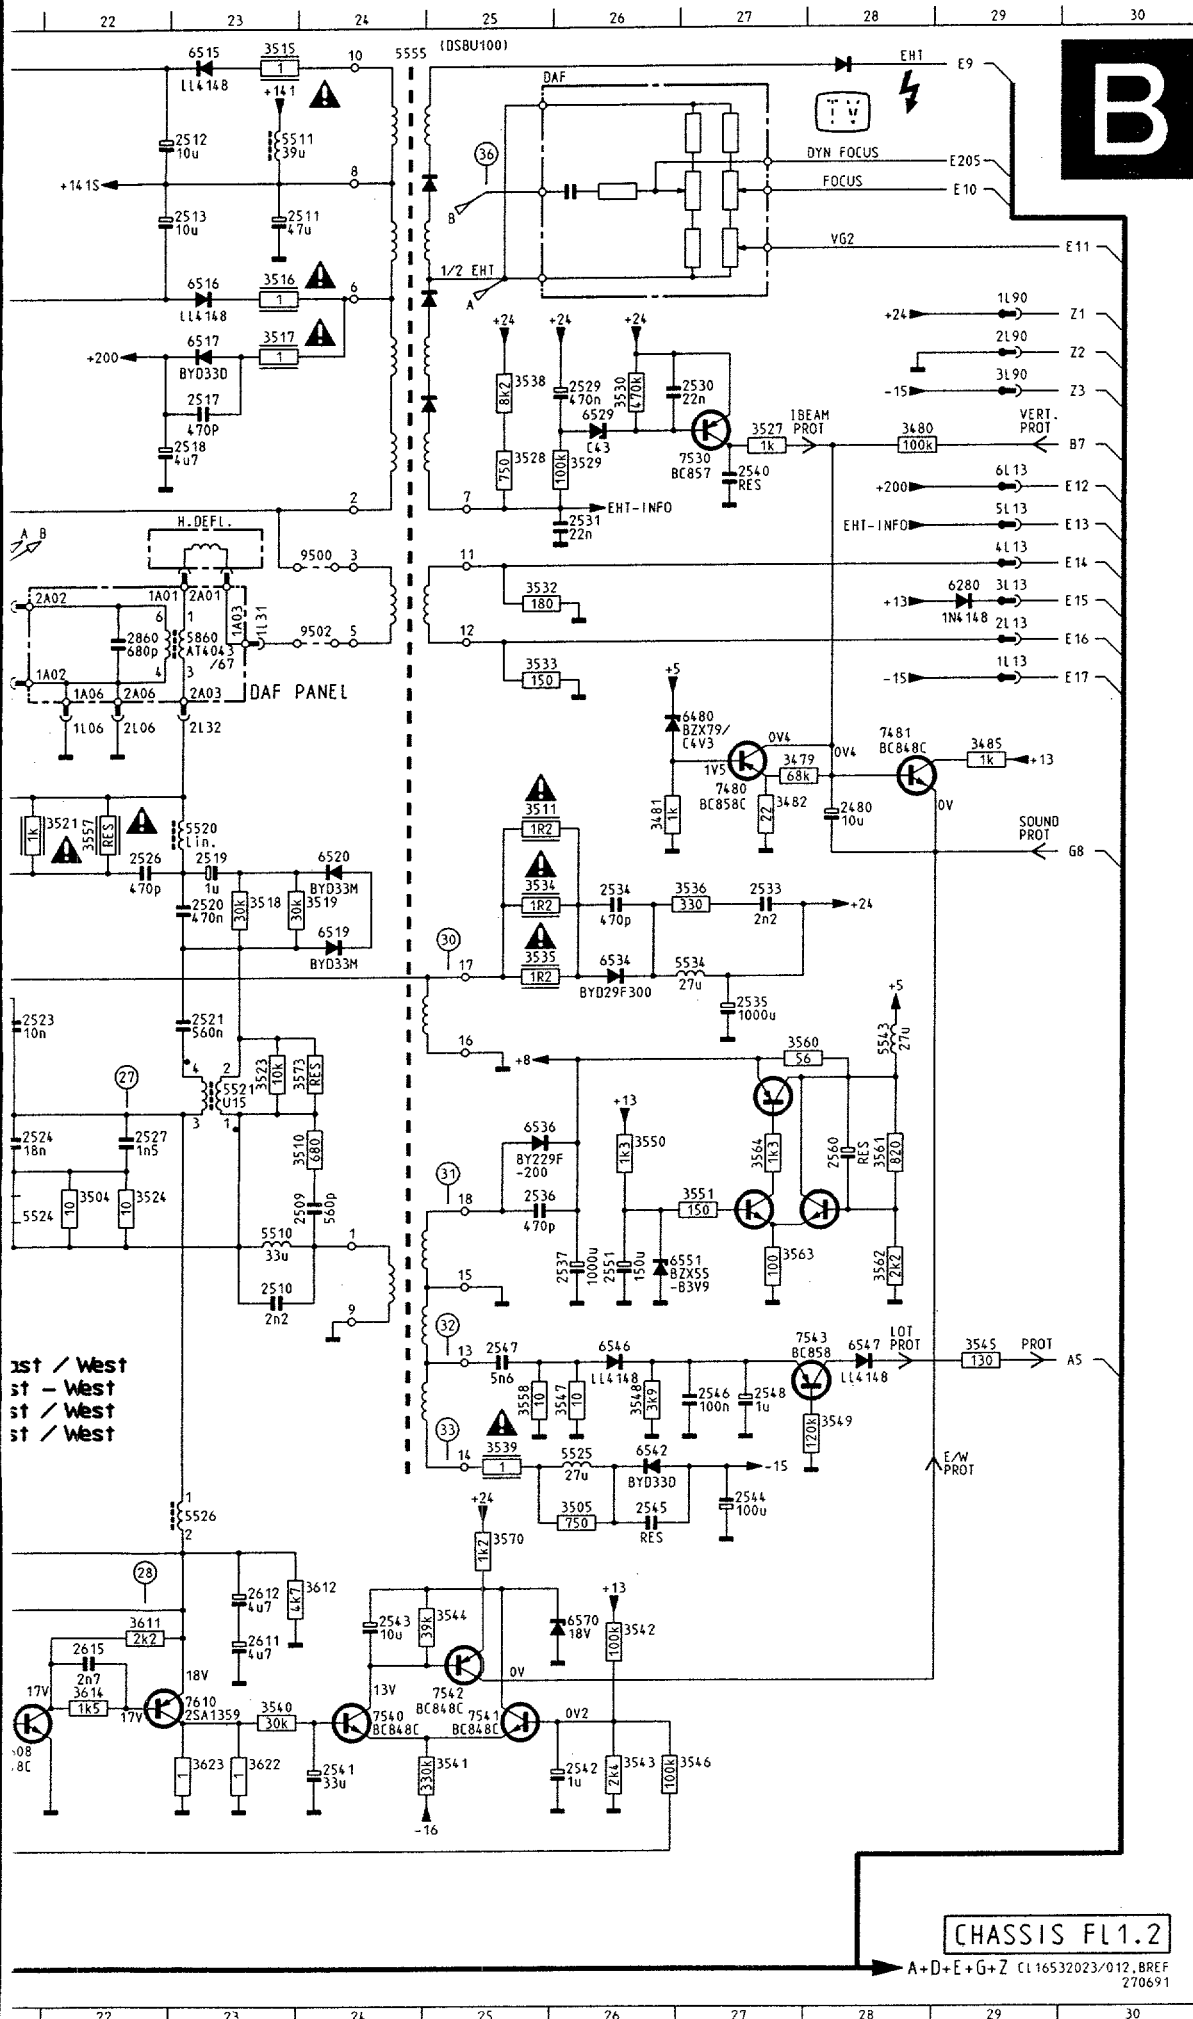 22 23 24 25 26 27 28 29 30
B
6515 3515 10 5555 (DSBU100) EHT E9
LL4148 1 DAF
+141 TV
2512 5511 36 DYN FOCUS E205
10u 39u
8 FOCUS E10
+141S B
2513 2511 VG2 E11
10u 47u
1/2 EHT
6516 3516 6 A 1L90
LL4148 1 +24 +24 +24 +24 Z1
6517 3517 2L90
+200 1 Z2
BYD33D 3538 2529 3530 2530 3L90
8k2 470n 470k 22n -15 Z3
2517 6529 3527 IBEAM PROT 3480 VERT. PROT
470P C43 1k 100k B7
2518 3528 3529 7530 2540 6L13
4u7 750 100k BC857 RES +200 E12
2 7 EHT-INFO 5L13
H.DEFL. 2531 EHT-INFO E13
A B 22n 4L13
9500 3 11 E14
2A02 1A01 2A01 1A03 1L31 3532 6280 3L13
6 1 180 +13 E15
2860 5860 9502 5 12 1N4148 2L13
680p AT4043 /67 E16
4 3 3533 +5 1L13
1A02 1A06 2A06 2A03 DAF PANEL 150 -15 E17
1L06 2L06 2L32 6480 BZX79/ C4V3 0V4 7481
0V4 BC848C 3485
1V5 3479 1k +13
7480 68k
BC858C 3482 2480 0V
3521 3557 5520 3511 3481 22 10u SOUND PROT
1k RES Lin. 1R2 1k G8
2526 2519 6520
470p 1u BYD33M 3534 2534 3536 2533
2520 3518 3519 1R2 470p 330 2n2 +24
470n 30k 30k 6519 30
BYD33M 17 3535 6534 5534
1R2 BYD29F300 27u +5
2523 2521 2535 5543
10n 560n 1000u 27u
16 +8 3560
27 4 2 3523 3573 56
5521 10k RES +13
U15
3 1
2524 2527 3510 6536 3550 3564 2560 3561
18n 1n5 680 BY229F -200 1k3 1k3 RES 820
31
3504 3524 2509 18 2536 3551
5524 10 10 560p 470p 150
5510 1 2537 2551 6551 3563 3562
33u 1000u 150u BZX55 -B3V9 100 2k2
2510 15
2n2 9
32 7543 LOT PROT
ast / West 13 2547 6546 BC858 6547 3545 PROT
st - West 5n6 LL4148 LL4148 130 A5
st / West 3558 3547 3548 2546 2548
st / West 10 10 3k9 100n 1u 3549
33 120k
14 3539 5525 6542 E/W PROT
1 27u BYD33D -15
1 +24 3505 2545 2544
5526 750 RES 100u
2 3570
1k2
28 2612 3612 +13
4u7 4k7 2543 3544 6570 3542
3611 2611 10u 39k 18V 100k
2k2 4u7
2615 0V
2n7 18V 7542
17V 3614 7610 3540 13V BC848C
1k5 17V 2SA1359 30k 7540 7541 0V2
BC848C BC848C
608 3623 3622 2541 3541 2542 3543 3546
8C 1 1 33u 330k 1u 2k4 100k
-16
CHASSIS FL1.2
A+D+E+G+Z CL16532023/012,BREF
270691
22 23 24 25 26 27 28 29 30